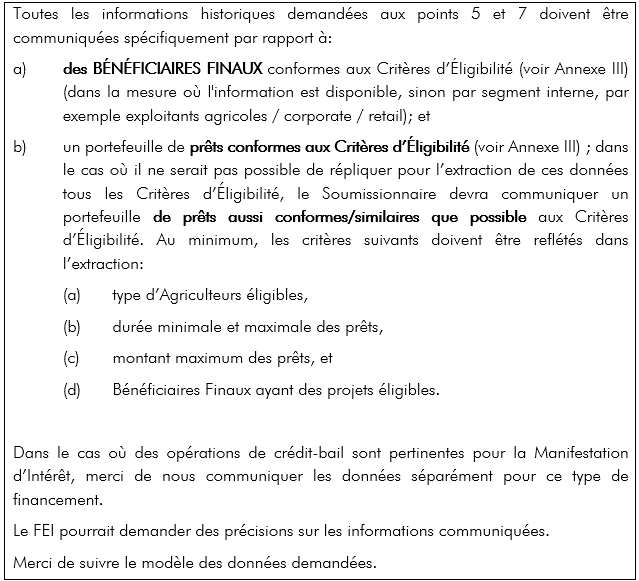 Toutes les informations historiques demandées aux points 5 et 7 doivent être
communiquées spécifiquement par rapport à:
a) des BÉNÉFICIAIRES FINAUX conformes aux Critères d’Éligibilité (voir Annexe III)
(dans la mesure où l'information est disponible, sinon par segment interne, par
exemple exploitants agricoles / corporate / retail); et
b) un portefeuille de prêts conformes aux Critères d’Éligibilité (voir Annexe III) ; dans
le cas où il ne serait pas possible de répliquer pour l’extraction de ces données
tous les Critères d’Éligibilité, le Soumissionnaire devra communiquer un
portefeuille de prêts aussi conformes/similaires que possible aux Critères
d’Éligibilité. Au minimum, les critères suivants doivent être reflétés dans
l’extraction:
(a) type d’Agriculteurs éligibles,
(b) durée minimale et maximale des prêts,
(c) montant maximum des prêts, et
(d) Bénéficiaires Finaux ayant des projets éligibles.
Dans le cas où des opérations de crédit-bail sont pertinentes pour la Manifestation
d’Intérêt, merci de nous communiquer les données séparément pour ce type de
financement.
Le FEI pourrait demander des précisions sur les informations communiquées.
Merci de suivre le modèle des données demandées.